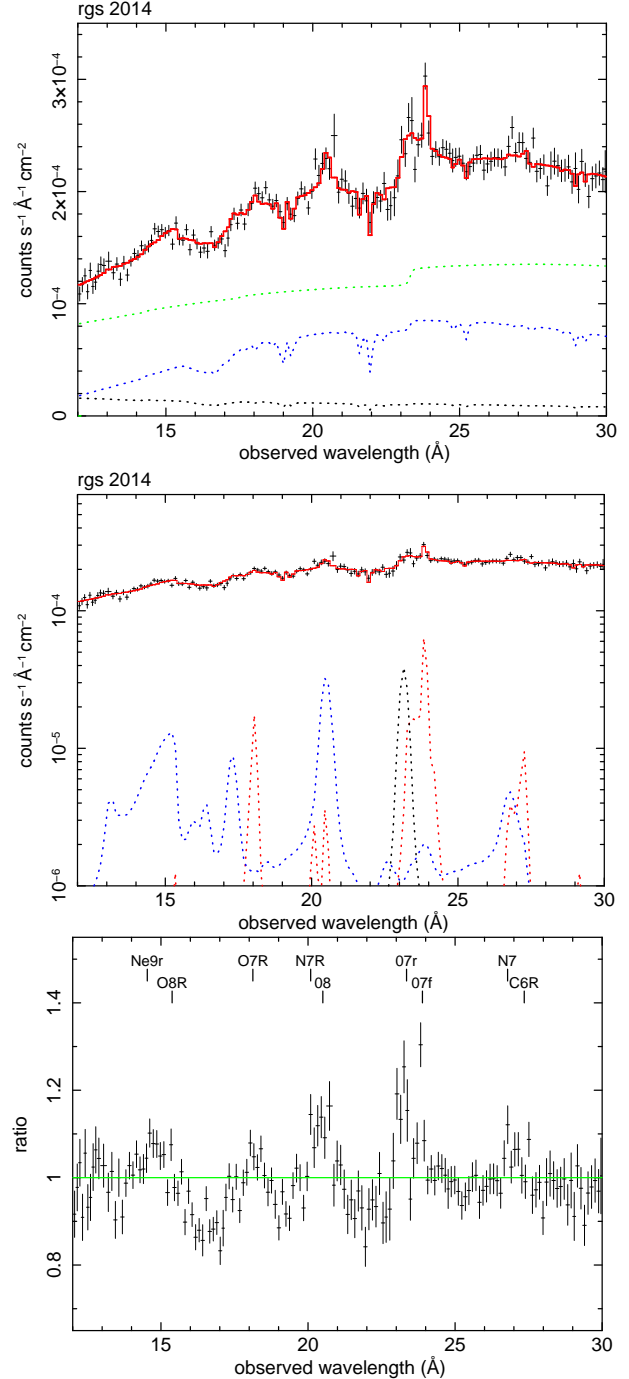 rgs 2014
3×10⁻⁴
2×10⁻⁴
10⁻⁴
0
counts s⁻¹ Å⁻¹ cm⁻²
15 20 25 30
observed wavelength (Å)
rgs 2014
10⁻⁴
10⁻⁵
10⁻⁶
counts s⁻¹ Å⁻¹ cm⁻²
15 20 25 30
observed wavelength (Å)
Ne9r O7R N7R 07r N7
O8R 08 07f C6R
1.4
1.2
1
0.8
ratio
15 20 25 30
observed wavelength (Å)